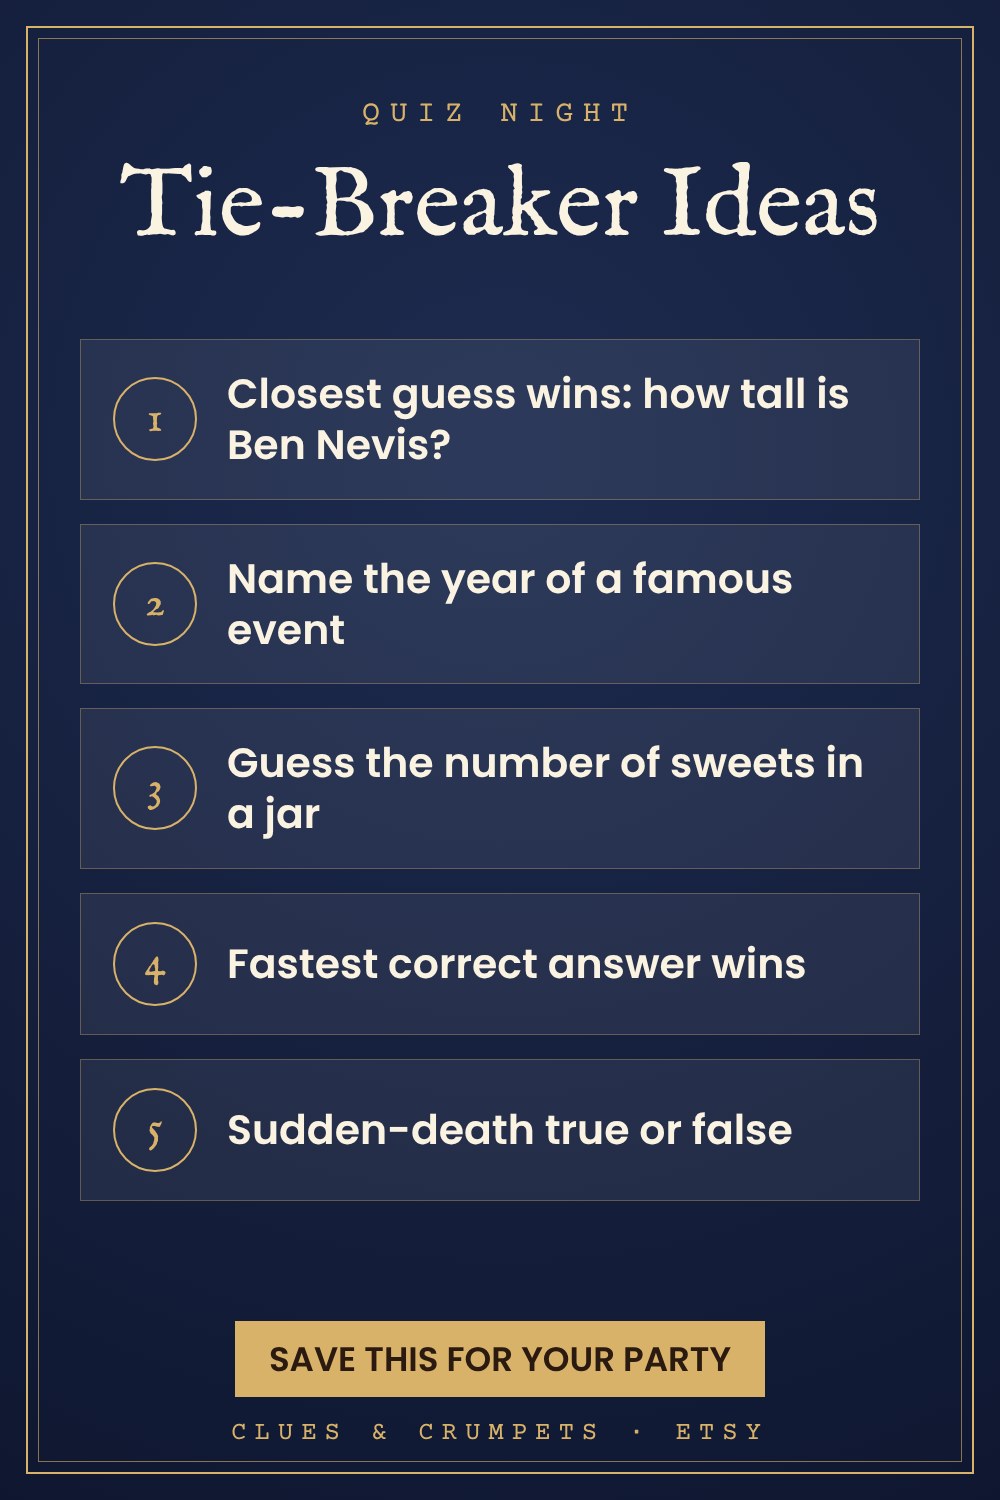 QUIZ NIGHT
Tie-Breaker Ideas
1
Closest guess wins: how tall is
Ben Nevis?
2
Name the year of a famous
event
3
Guess the number of sweets in
a jar
4
Fastest correct answer wins
5
Sudden-death true or false
SAVE THIS FOR YOUR PARTY
CLUES & CRUMPETS · ETSY